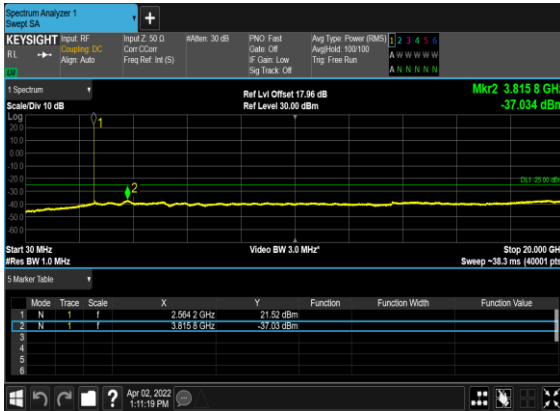 Spectrum Analyzer 1
Swept SA
+
KEYSIGHT Input: RF Input Z: 50 Ω #Atten: 30 dB PNO: Fast Avg Type: Power (RMS) 1 2 3 4 5 6
RL Coupling: DC Corr CCorr Gate: Off Avg|Hold: 100/100 A W W W W W
Align: Auto Freq Ref: Int (S) IF Gain: Low Trig: Free Run
Sig Track: Off A N N N N N
1 Spectrum
Scale/Div 10 dB
Ref Lvl Offset 17.96 dB
Ref Level 30.00 dBm
Mkr2 3.815 8 GHz
-37.034 dBm
Log
20.0
10.0
0.00
-10.0
-20.0
-30.0
-40.0
-50.0
-60.0
1
2
DL1 -25.00 dBm
Start 30 MHz Video BW 3.0 MHz* Stop 20.000 GHz
#Res BW 1.0 MHz Sweep ~38.3 ms (40001 pts)
5 Marker Table
Mode Trace Scale X Y Function Function Width Function Value
1 N 1 f 2.564 2 GHz 21.52 dBm
2 N 1 f 3.815 8 GHz -37.03 dBm
3
4
5
6
? Apr 02, 2022
1:11:19 PM